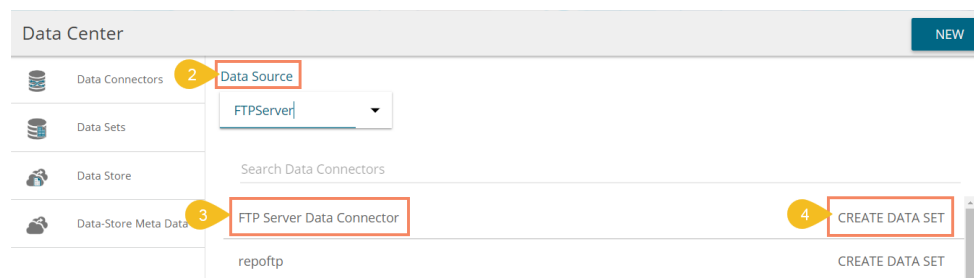 Data Center
NEW
Data Connectors
2
Data Source
FTPServer
Data Sets
Search Data Connectors
Data Store
3
FTP Server Data Connector
4
CREATE DATA SET
Data-Store Meta Data
repoftp
CREATE DATA SET